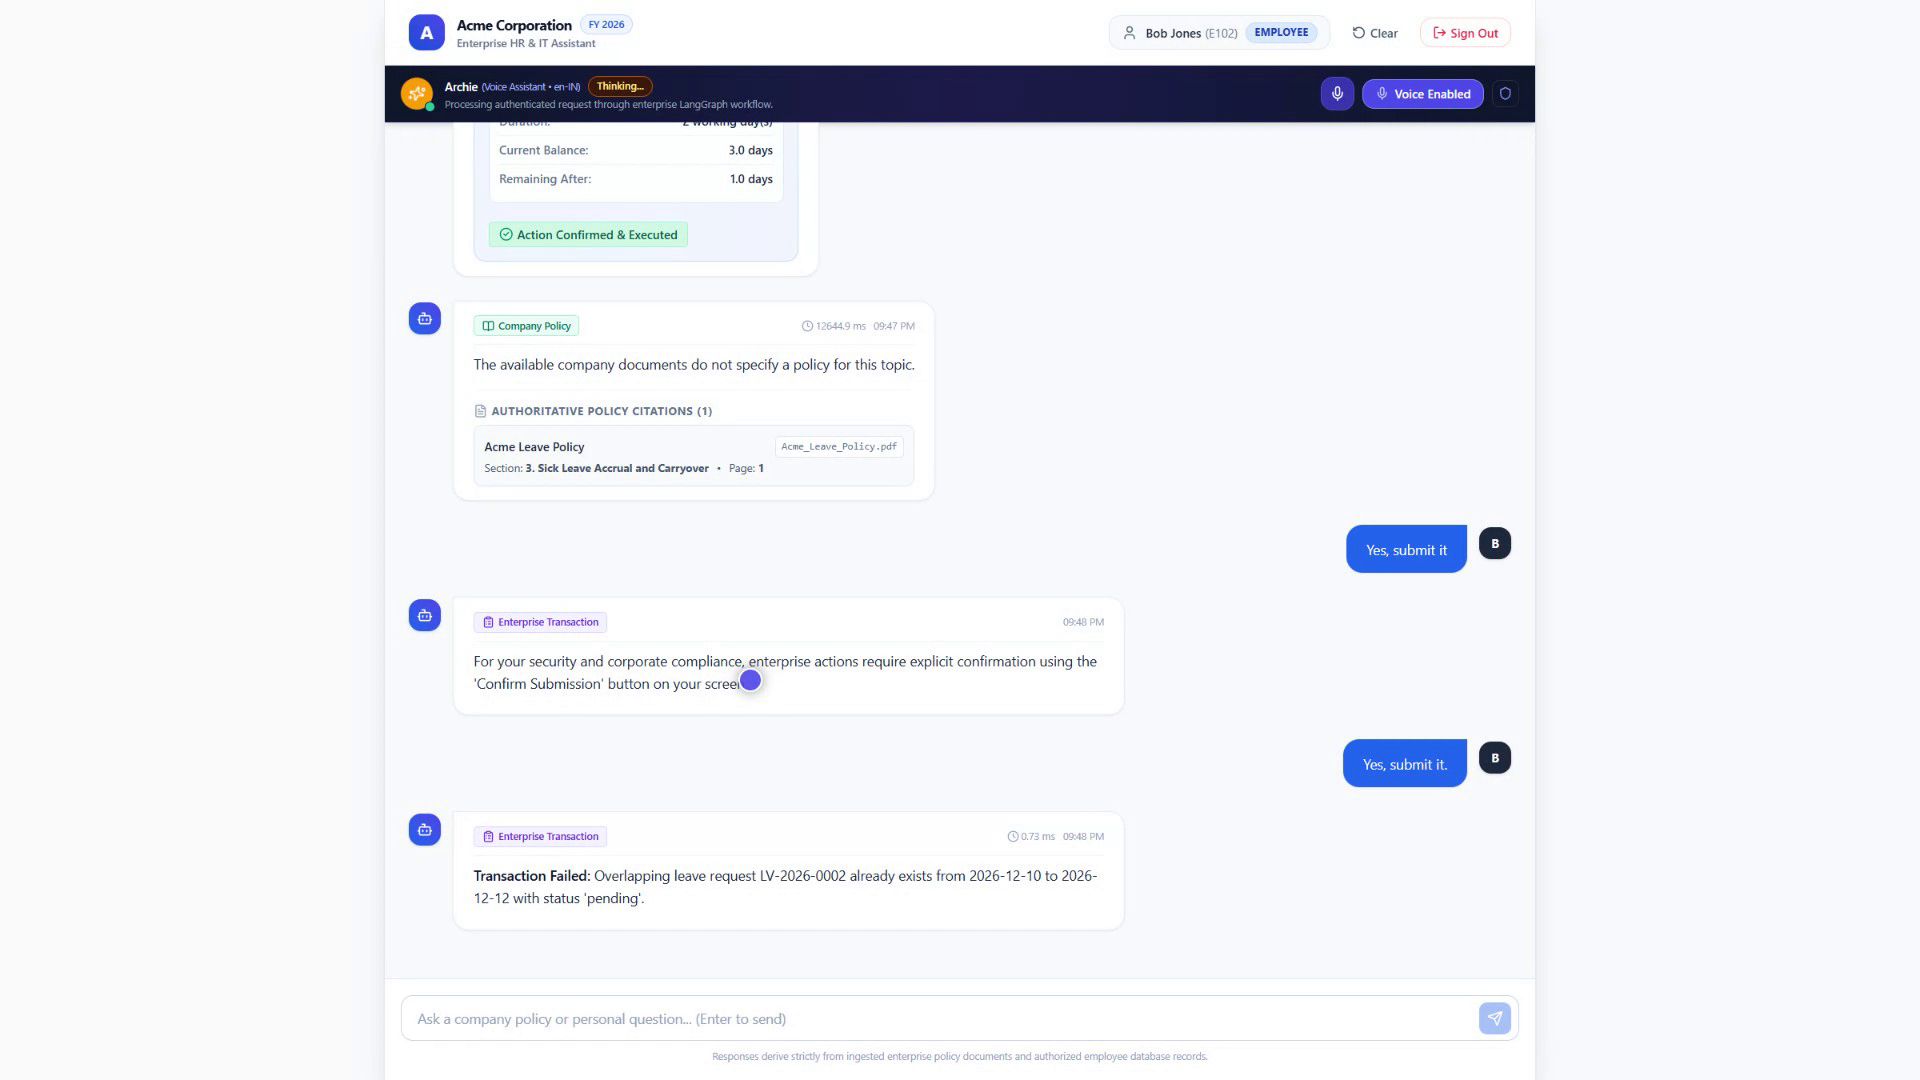 A
Acme Corporation FY 2026
Enterprise HR & IT Assistant
Bob Jones (E102) EMPLOYEE
Clear
Sign Out
Archie (Voice Assistant • en-IN) Thinking...
Processing authenticated request through enterprise LangGraph workflow.
Voice Enabled
Duration: 2 working day(s)
Current Balance: 3.0 days
Remaining After: 1.0 days
Action Confirmed & Executed
Company Policy 12644.9 ms 09:47 PM
The available company documents do not specify a policy for this topic.
AUTHORITATIVE POLICY CITATIONS (1)
Acme Leave Policy Acme_Leave_Policy.pdf
Section: 3. Sick Leave Accrual and Carryover • Page: 1
Yes, submit it
B
Enterprise Transaction 09:48 PM
For your security and corporate compliance, enterprise actions require explicit confirmation using the
'Confirm Submission' button on your screen
Yes, submit it.
B
Enterprise Transaction 0.73 ms 09:48 PM
Transaction Failed: Overlapping leave request LV-2026-0002 already exists from 2026-12-10 to 2026-
12-12 with status 'pending'.
Ask a company policy or personal question... (Enter to send)
Responses derive strictly from ingested enterprise policy documents and authorized employee database records.